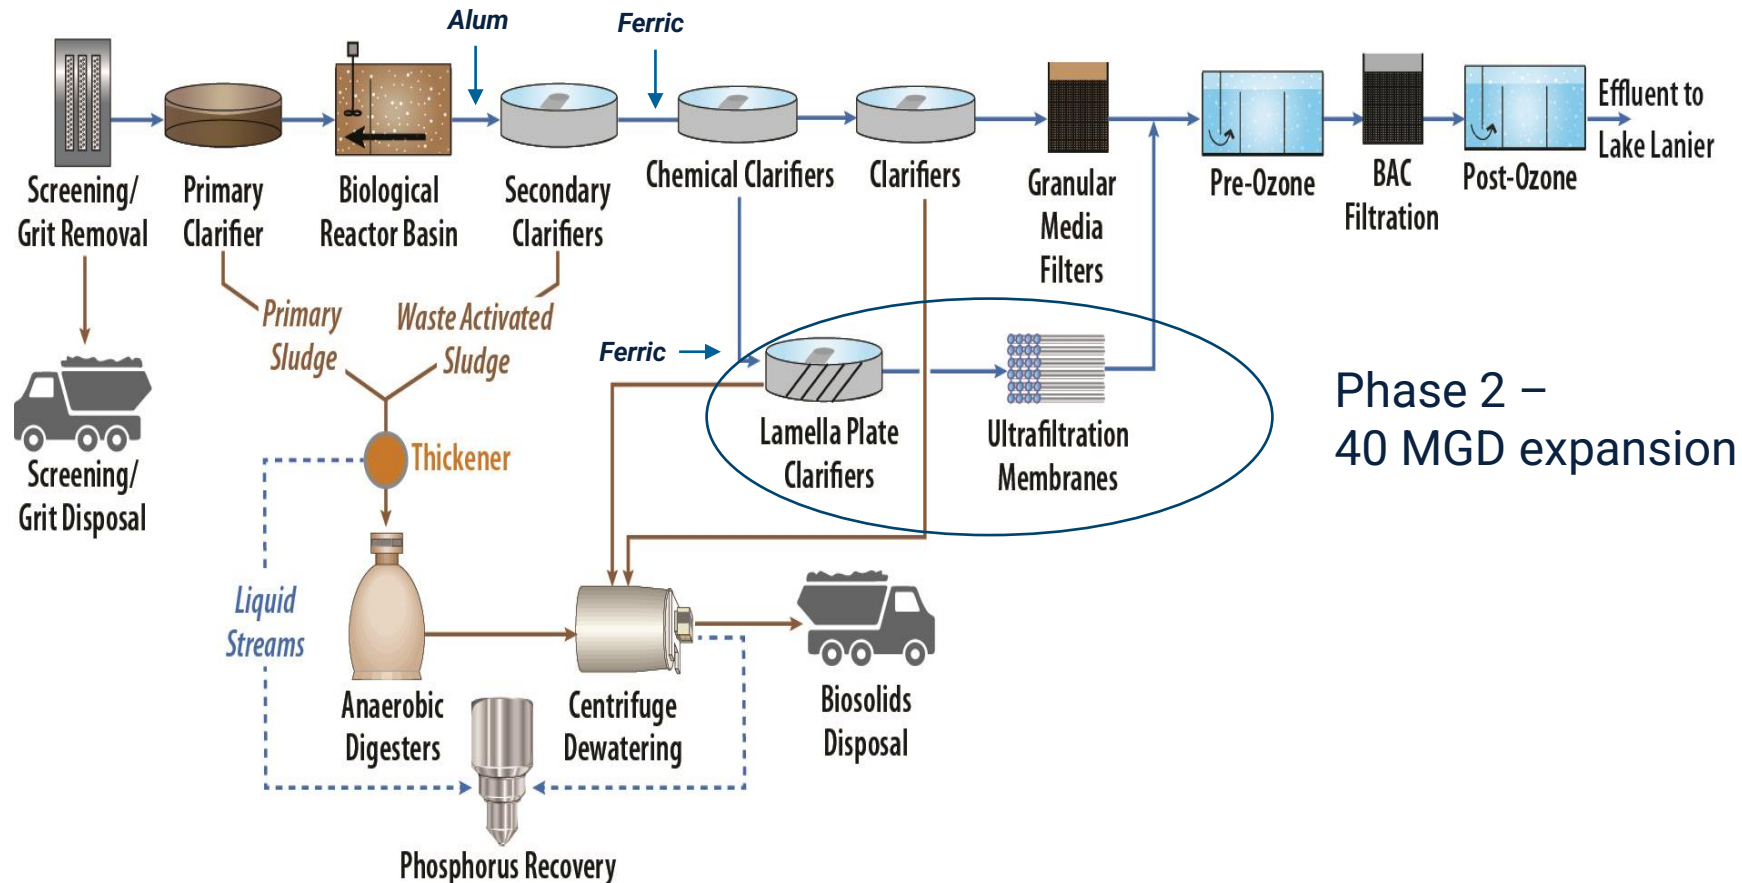 Alum
Ferric
Screening/
Grit Removal
Primary
Clarifier
Biological
Reactor Basin
Secondary
Clarifiers
Chemical Clarifiers
Clarifiers
Granular
Media
Filters
Pre-Ozone
BAC
Filtration
Post-Ozone
Effluent to
Lake Lanier
Primary
Sludge
Waste Activated
Sludge
Ferric
Lamella Plate
Clarifiers
Ultrafiltration
Membranes
Phase 2 –
40 MGD expansion
Screening/
Grit Disposal
Thickener
Liquid
Streams
Anaerobic
Digesters
Centrifuge
Dewatering
Biosolids
Disposal
Phosphorus Recovery